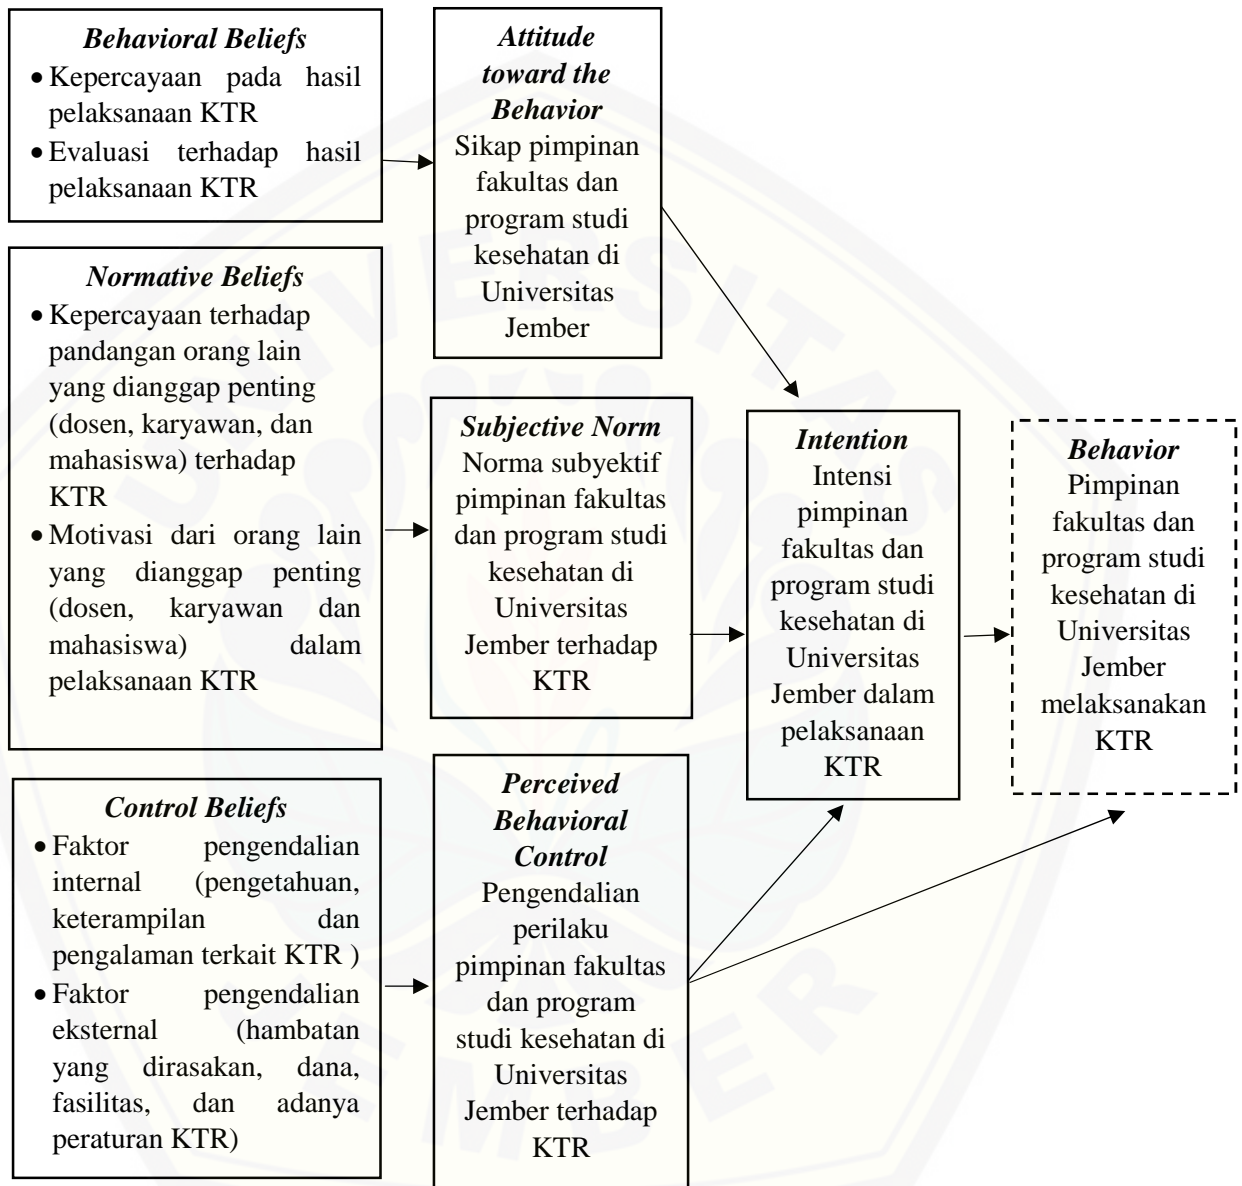 Behavioral Beliefs
• Kepercayaan pada hasil
pelaksanaan KTR
• Evaluasi terhadap hasil
pelaksanaan KTR
Attitude
toward the
Behavior
Sikap pimpinan
fakultas dan
program studi
kesehatan di
Universitas
Jember
Normative Beliefs
• Kepercayaan terhadap
pandangan orang lain
yang dianggap penting
(dosen, karyawan, dan
mahasiswa) terhadap
KTR
• Motivasi dari orang lain
yang dianggap penting
(dosen, karyawan dan
mahasiswa) dalam
pelaksanaan KTR
Subjective Norm
Norma subyektif
pimpinan fakultas
dan program studi
kesehatan di
Universitas
Jember terhadap
KTR
Intention
Intensi
pimpinan
fakultas dan
program studi
kesehatan di
Universitas
Jember dalam
pelaksanaan
KTR
Behavior
Pimpinan
fakultas dan
program studi
kesehatan di
Universitas
Jember
melaksanakan
KTR
Control Beliefs
• Faktor pengendalian
internal (pengetahuan,
keterampilan dan
pengalaman terkait KTR )
• Faktor pengendalian
eksternal (hambatan
yang dirasakan, dana,
fasilitas, dan adanya
peraturan KTR)
Perceived
Behavioral
Control
Pengendalian
perilaku
pimpinan fakultas
dan program
studi kesehatan di
Universitas
Jember terhadap
KTR
UNIVERSITAS
JEMBER